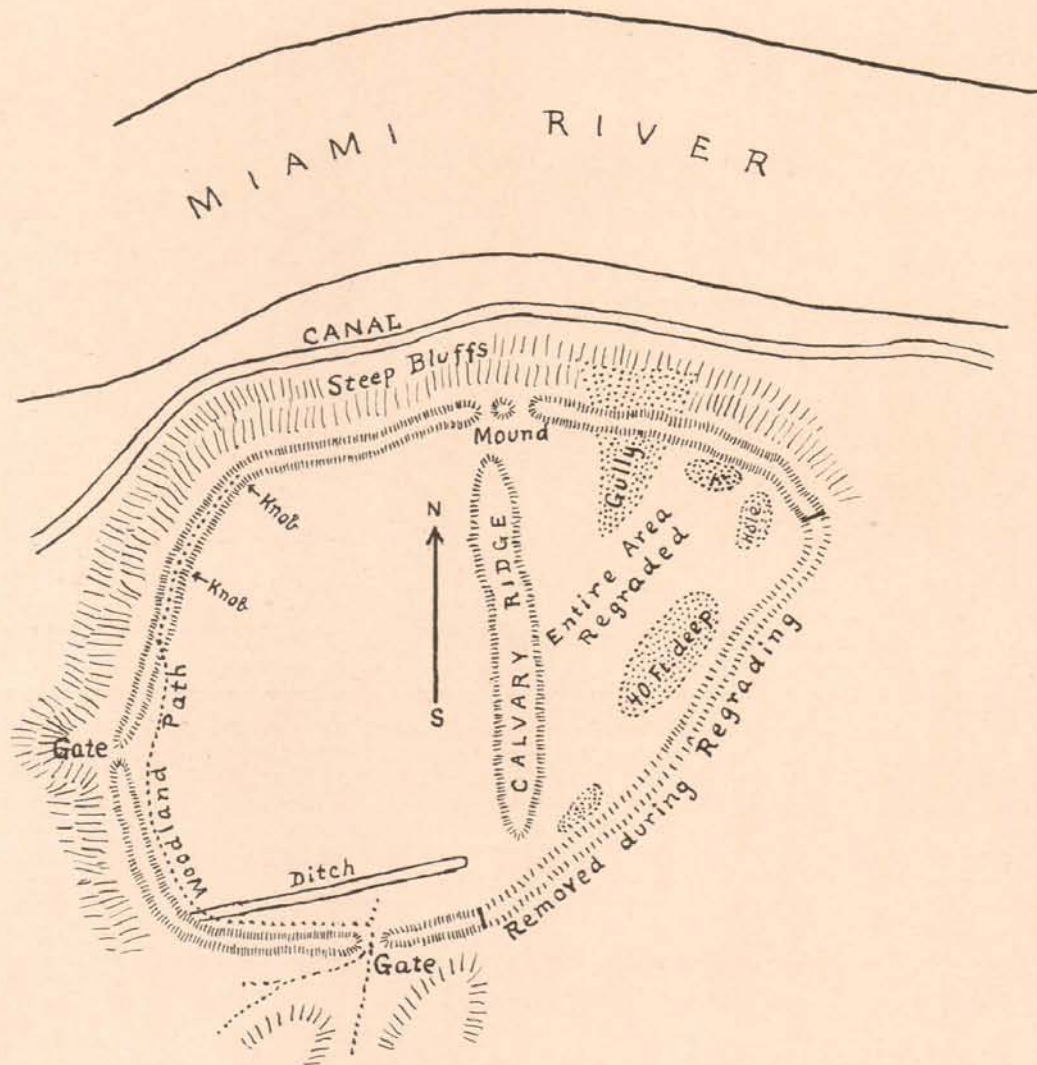 MIAMI RIVER
CANAL
Steep Bluffs
Mound
Gully
Knob
Hole
N
Entire Area
Regraded
Knob
CALVARY RIDGE
40 Ft. deep
S
Woodland Path
Gate
Removed during Regrading
Ditch
Gate